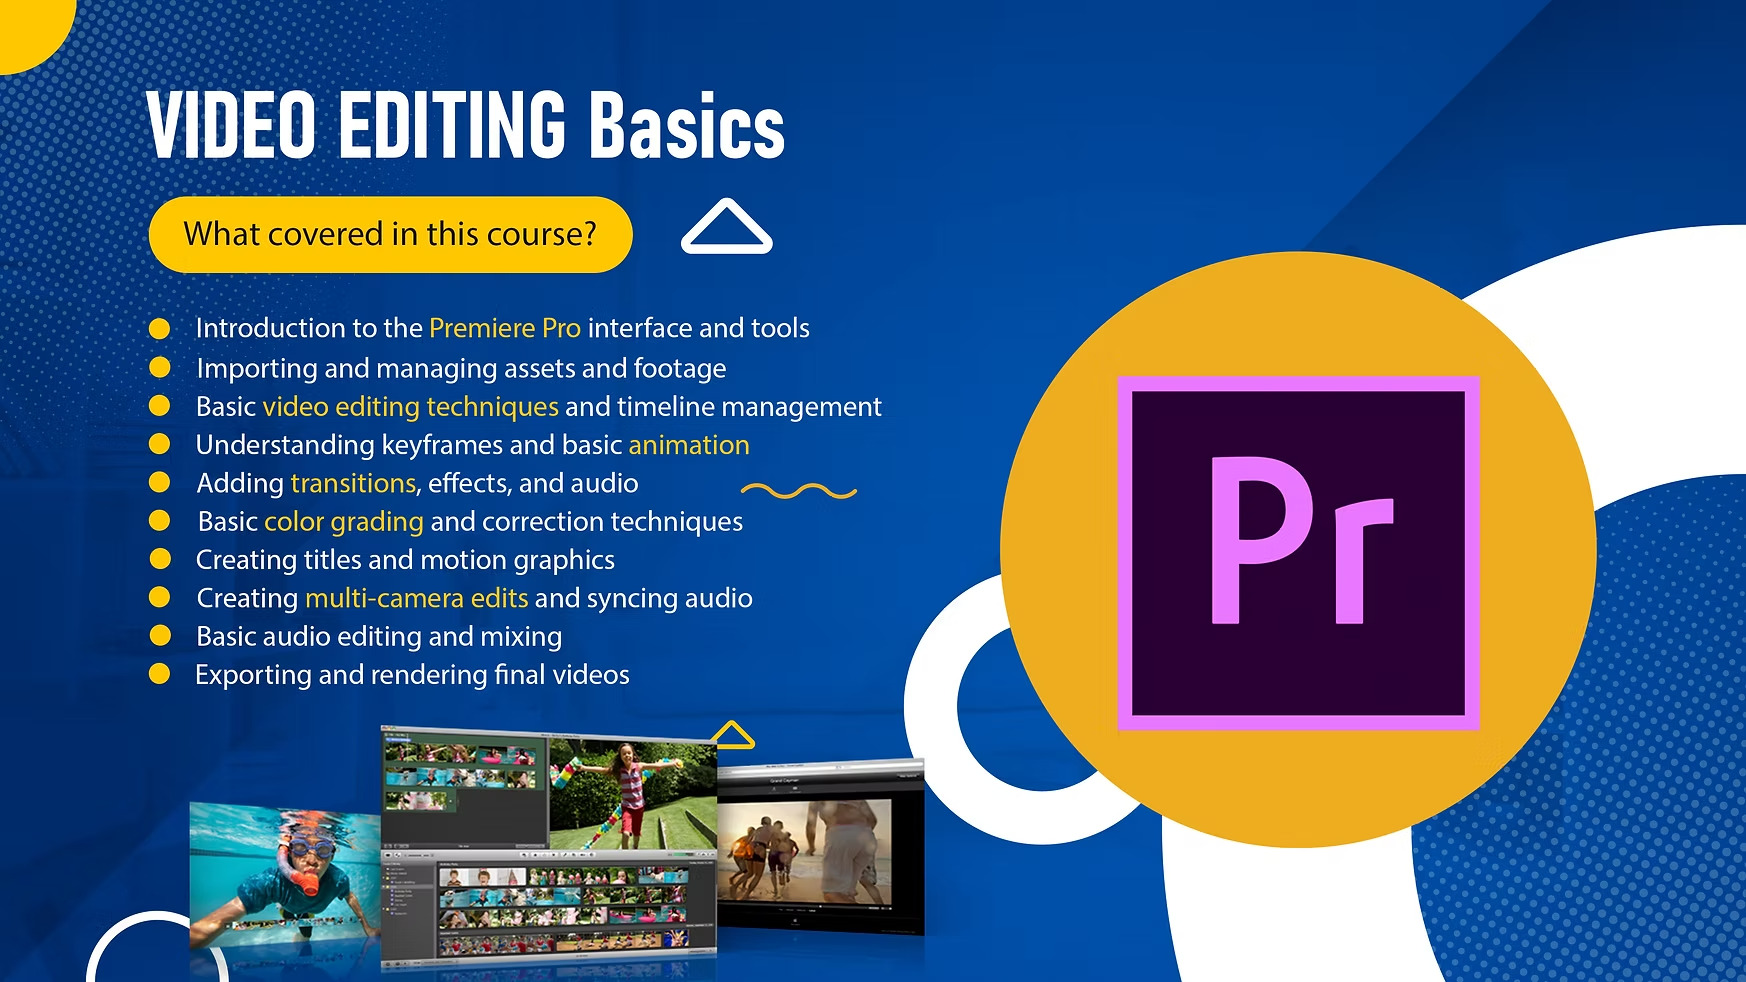 VIDEO EDITING Basics
What covered in this course?
Introduction to the Premiere Pro interface and tools
Importing and managing assets and footage
Basic video editing techniques and timeline management
Understanding keyframes and basic animation
Adding transitions, effects, and audio
Basic color grading and correction techniques
Creating titles and motion graphics
Creating multi-camera edits and syncing audio
Basic audio editing and mixing
Exporting and rendering final videos
Pr
Grand Cayman